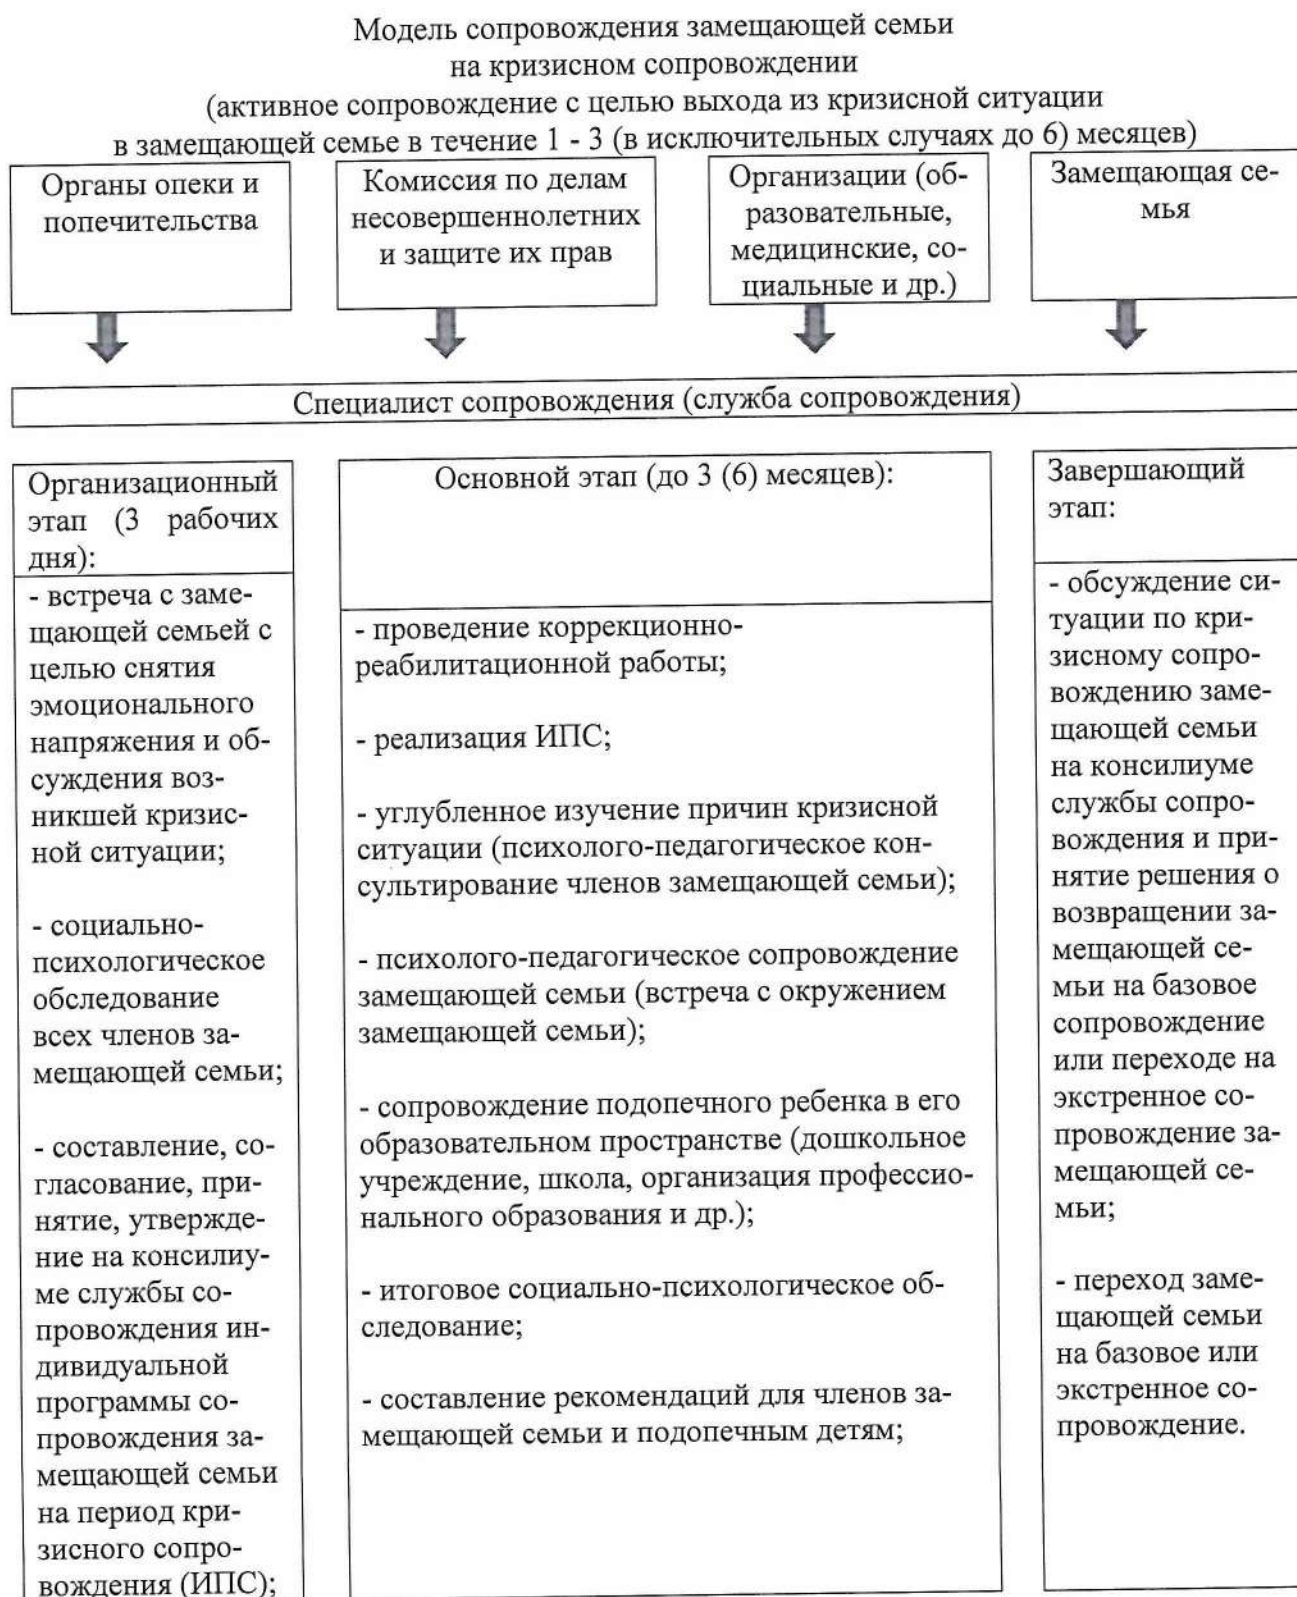 Модель сопровождения замещающей семьи
на кризисном сопровождении
(активное сопровождение с целью выхода из кризисной ситуации
в замещающей семье в течение 1 - 3 (в исключительных случаях до 6) месяцев)
Органы опеки и
попечительства
Комиссия по делам
несовершеннолетних
и защите их прав
Организации (об-
разовательные,
медицинские, со-
циальные и др.)
Замещающая се-
мья
Специалист сопровождения (служба сопровождения)
Организационный
этап (3 рабочих
дня):
- встреча с заме-
щающей семьей с
целью снятия
эмоционального
напряжения и об-
суждения воз-
никшей кризис-
ной ситуации;
- социально-
психологическое
обследование
всех членов за-
мещающей семьи;
- составление, со-
гласование, при-
нятие, утвержде-
ние на консилиу-
ме службы со-
провождения ин-
дивидуальной
программы со-
провождения за-
мещающей семьи
на период кри-
зисного сопро-
вождения (ИПС);
Основной этап (до 3 (6) месяцев):
- проведение коррекционно-
реабилитационной работы;
- реализация ИПС;
- углубленное изучение причин кризисной
ситуации (психолого-педагогическое кон-
сультирование членов замещающей семьи);
- психолого-педагогическое сопровождение
замещающей семьи (встреча с окружением
замещающей семьи);
- сопровождение подопечного ребенка в его
образовательном пространстве (дошкольное
учреждение, школа, организация профессио-
нального образования и др.);
- итоговое социально-психологическое об-
следование;
- составление рекомендаций для членов за-
мещающей семьи и подопечным детям;
Завершающий
этап:
- обсуждение си-
туации по кри-
зисному сопро-
вождению заме-
щающей семьи
на консилиуме
службы сопро-
вождения и при-
нятие решения о
возвращении за-
мещающей се-
мьи на базовое
сопровождение
или переходе на
экстренное со-
провождение за-
мещающей се-
мьи;
- переход заме-
щающей семьи
на базовое или
экстренное со-
провождение.